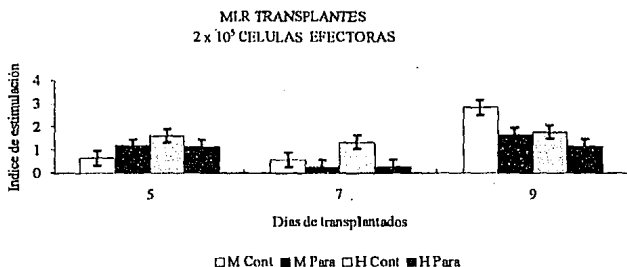 MLR TRANSPLANTES
2 x 10⁵ CELULAS EFECTORAS
Indice de estimulación
4
3
2
1
0
5 7 9
Dias de transplantados
□ M Cont ■ M Para □ H Cont ■ H Para